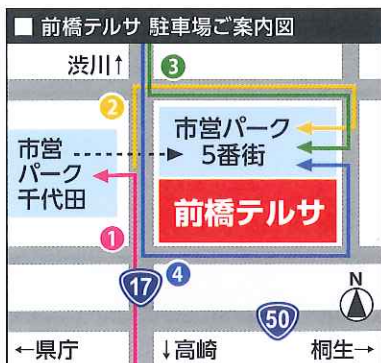 ■ 前橋テルサ 駐車場ご案内図
渋川↑
3
2
市営パーク
5番街
市営
パーク
千代田
前橋テルサ
1
17
4
N
50
←県庁
↓高崎
桐生→